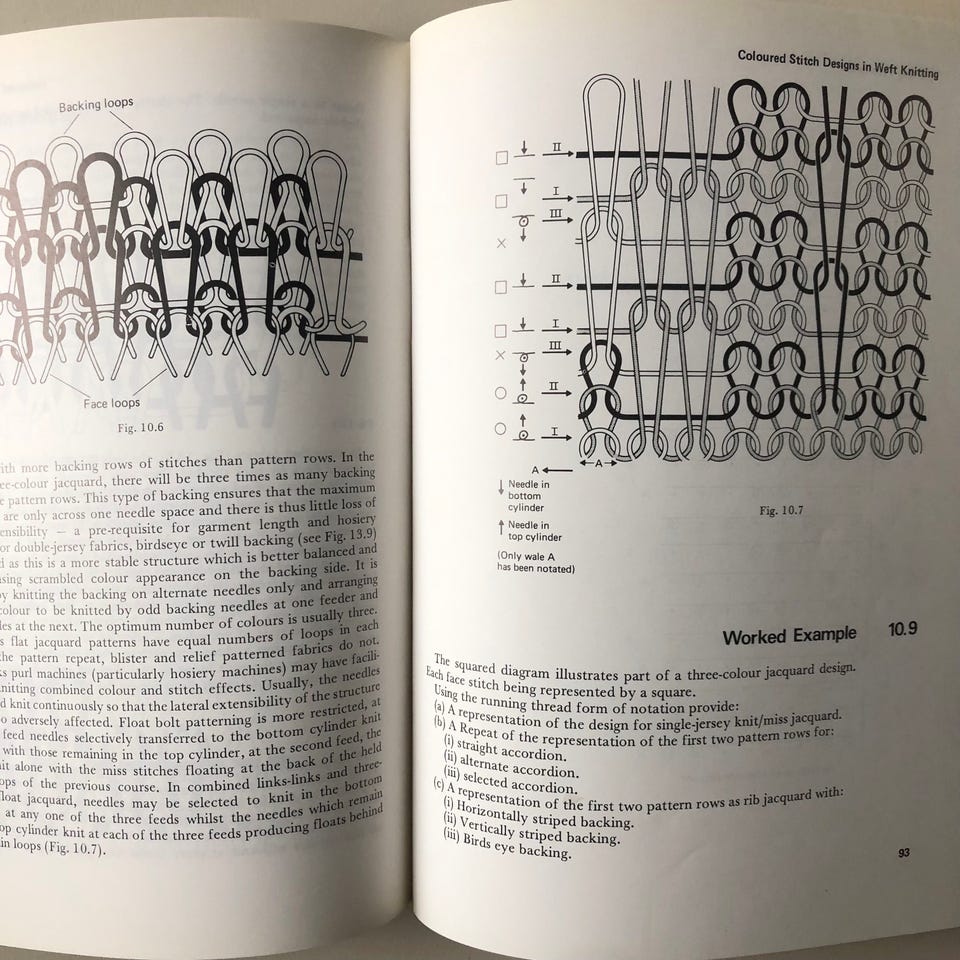 Backing loops
Face loops
Fig. 10.6
with more backing rows of stitches than pattern rows. In the
ee-colour jacquard, there will be three times as many backing
e pattern rows. This type of backing ensures that the maximum
are only across one needle space and there is thus little loss of
ensibility — a pre-requisite for garment length and hosiery
or double-jersey fabrics, birdseye or twill backing (see Fig. 13.9)
d as this is a more stable structure which is better balanced and
sing scrambled colour appearance on the backing side. It is
y knitting the backing on alternate needles only and arranging
colour to be knitted by odd backing needles at one feeder and
les at the next. The optimum number of colours is usually three.
s flat jacquard patterns have equal numbers of loops in each
he pattern repeat, blister and relief patterned fabrics do not.
ks purl machines (particularly hosiery machines) may have facili-
nitting combined colour and stitch effects. Usually, the needles
d knit continuously so that the lateral extensibility of the structure
o adversely affected. Float bolt patterning is more restricted, at
feed needles selectively transferred to the bottom cylinder knit
with those remaining in the top cylinder, at the second feed, the
it alone with the miss stitches floating at the back of the held
ops of the previous course. In combined links-links and three-
loat jacquard, needles may be selected to knit in the bottom
at any one of the three feeds whilst the needles which remain
op cylinder knit at each of the three feeds producing floats behind
in loops (Fig. 10.7).
Coloured Stitch Designs in Weft Knitting
II
I
III
II
I
III
II
I
A
A
Needle in
bottom
cylinder
Needle in
top cylinder
(Only wale A
has been notated)
Fig. 10.7
Worked Example 10.9
The squared diagram illustrates part of a three-colour jacquard design.
Each face stitch being represented by a square.
Using the running thread form of notation provide:
(a) A representation of the design for single-jersey knit/miss jacquard.
(b) A Repeat of the representation of the first two pattern rows for:
(i) straight accordion.
(ii) alternate accordion.
(iii) selected accordion.
(c) A representation of the first two pattern rows as rib jacquard with:
(i) Horizontally striped backing.
(ii) Vertically striped backing.
(iii) Birds eye backing.
93